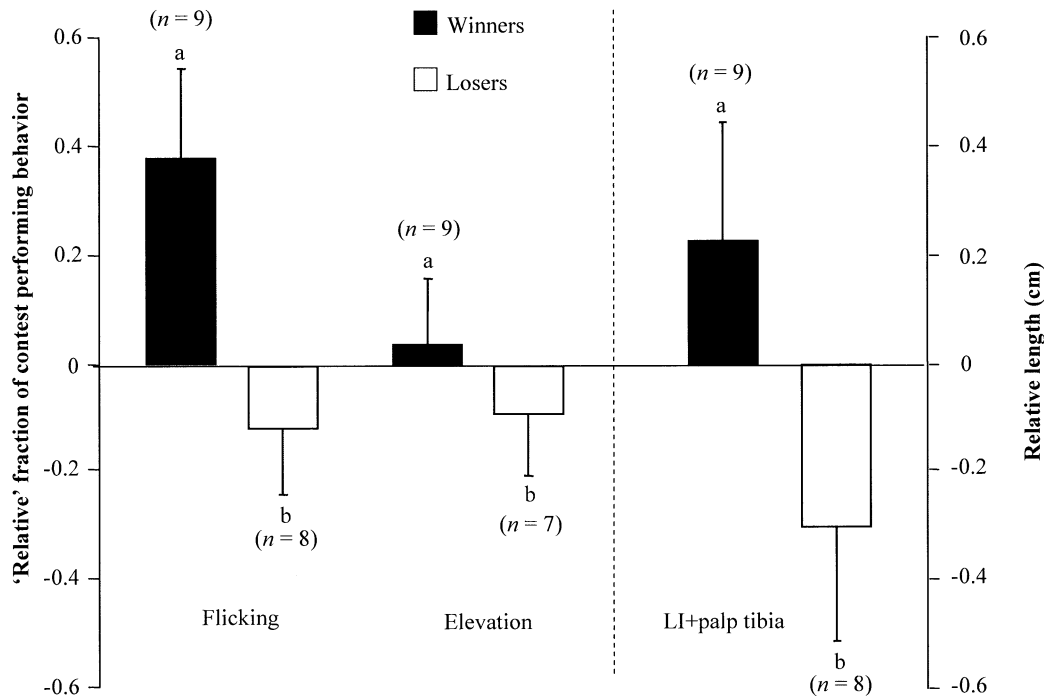 'Relative' fraction of contest performing behavior
0.6
0.4
0.2
0
-0.2
-0.4
-0.6
Winners
Losers
(n = 9)
a
b
(n = 8)
Flicking
(n = 9)
a
b
(n = 7)
Elevation
(n = 9)
a
b
(n = 8)
LI+palp tibia
0.6
0.4
0.2
0
-0.2
-0.4
-0.6
Relative length (cm)